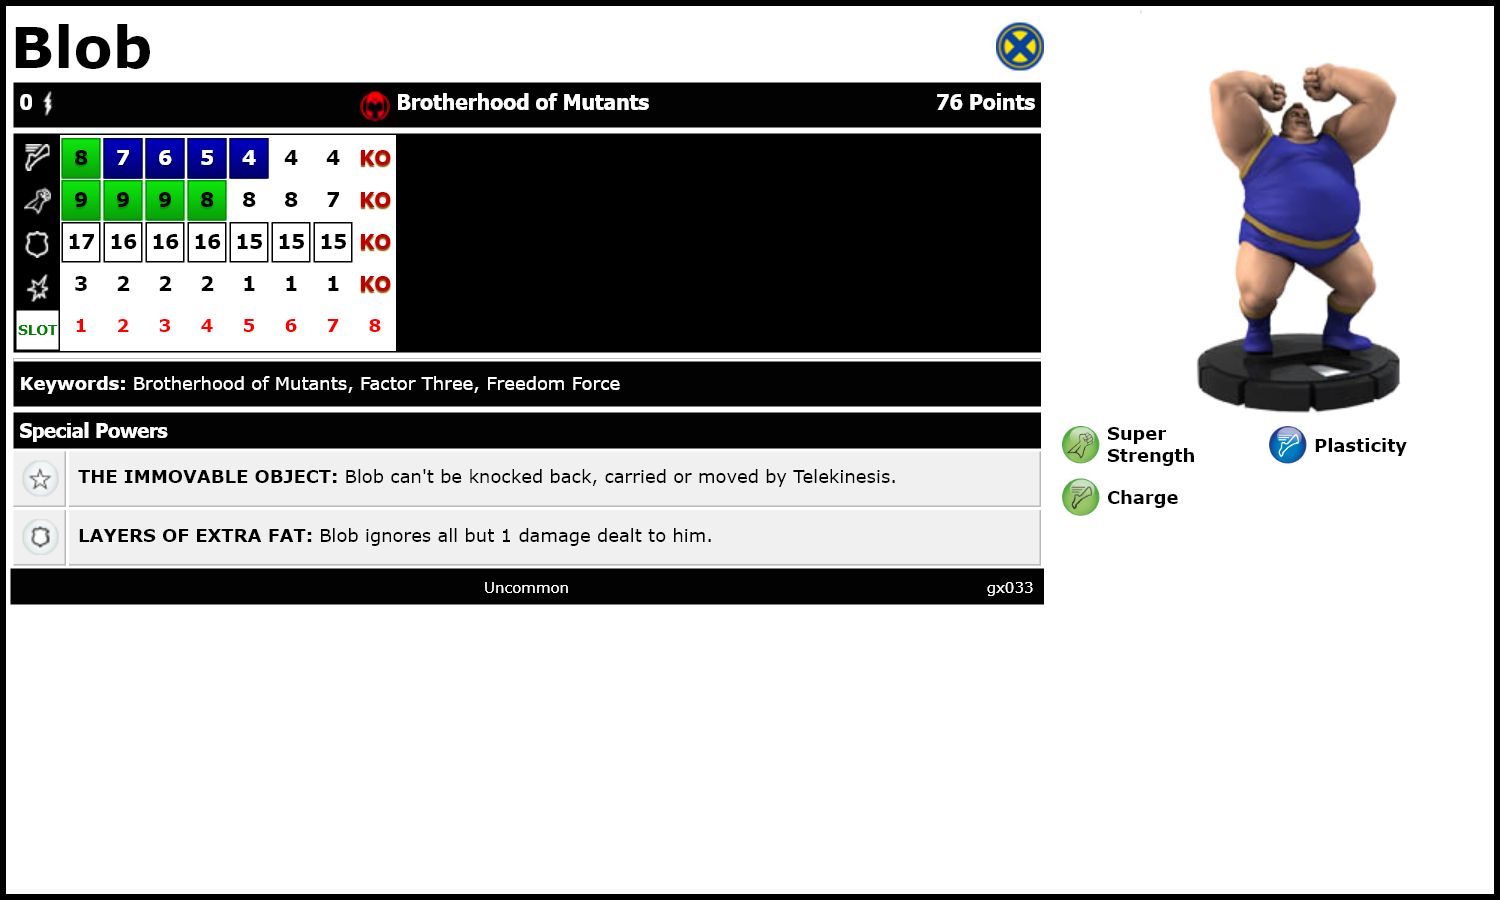 Blob
0 Brotherhood of Mutants 76 Points
8 7 6 5 4 4 4 KO
9 9 9 8 8 8 7 KO
17 16 16 16 15 15 15 KO
3 2 2 2 1 1 1 KO
SLOT 1 2 3 4 5 6 7 8
Keywords: Brotherhood of Mutants, Factor Three, Freedom Force
Special Powers
THE IMMOVABLE OBJECT: Blob can't be knocked back, carried or moved by Telekinesis.
LAYERS OF EXTRA FAT: Blob ignores all but 1 damage dealt to him.
Uncommon gx033
Super
Strength
Plasticity
Charge